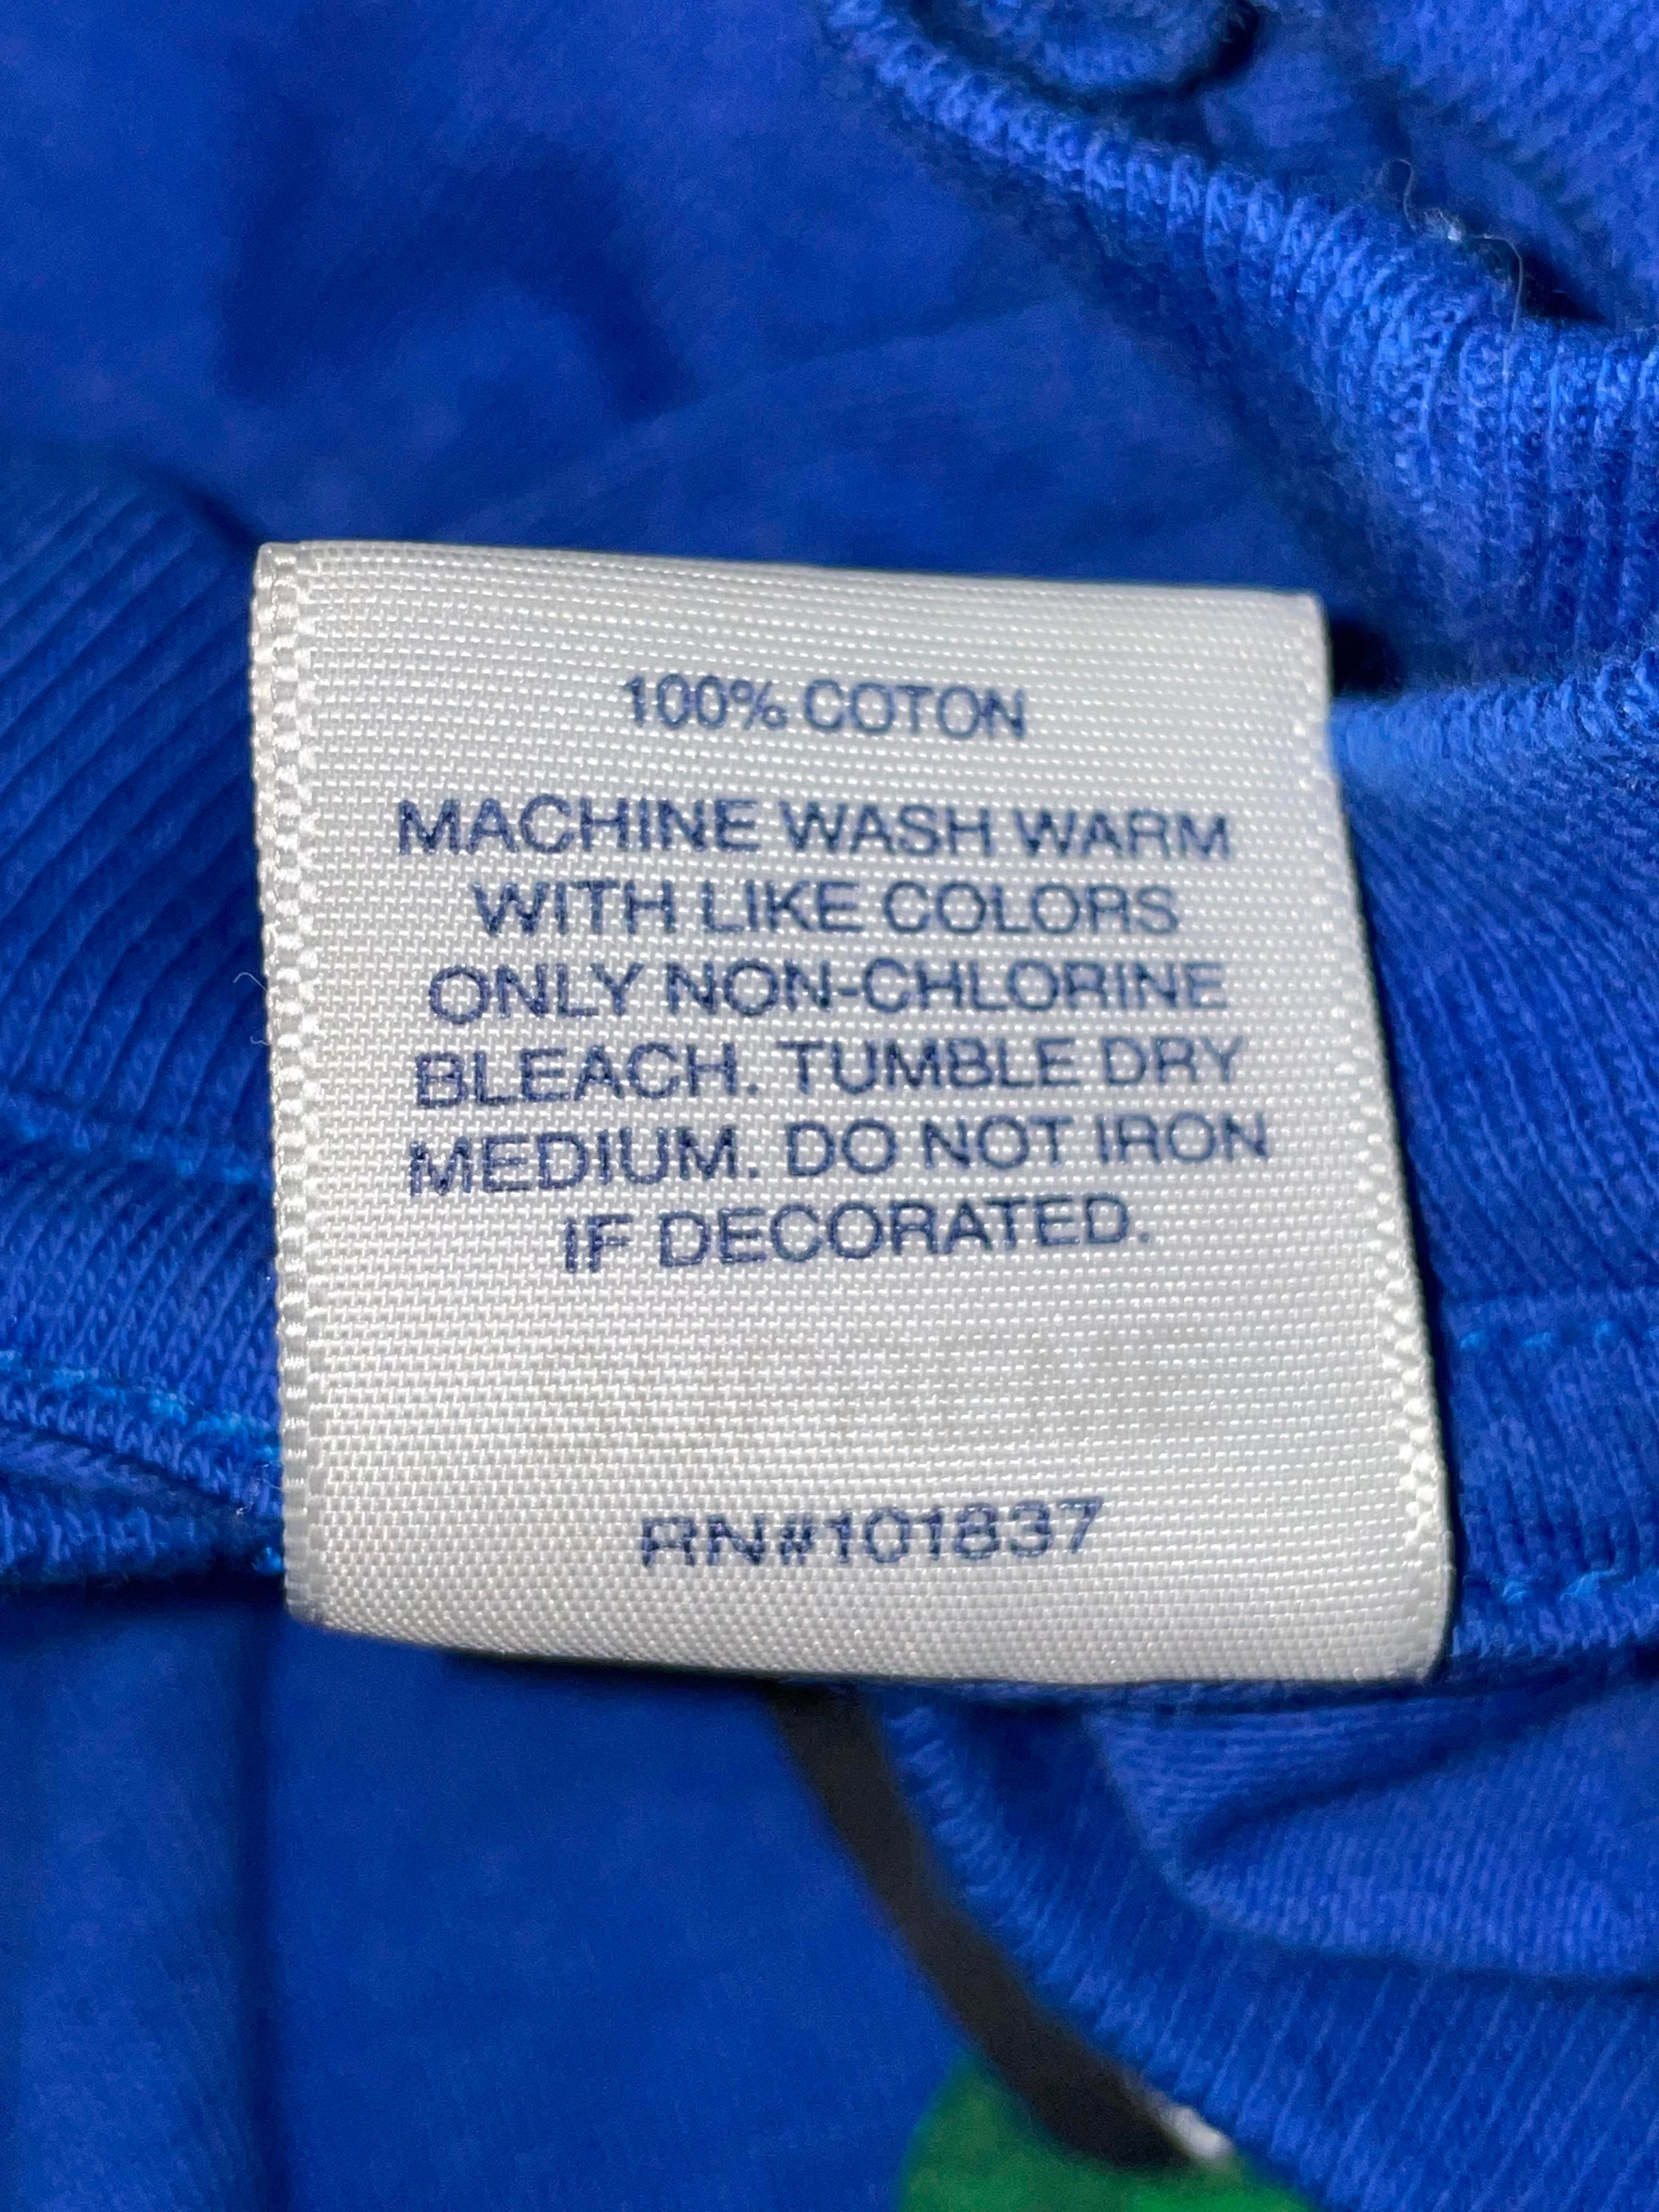 100% COTON
MACHINE WASH WARM
WITH LIKE COLORS
ONLY NON-CHLORINE
BLEACH. TUMBLE DRY
MEDIUM. DO NOT IRON
IF DECORATED.
RN#101837